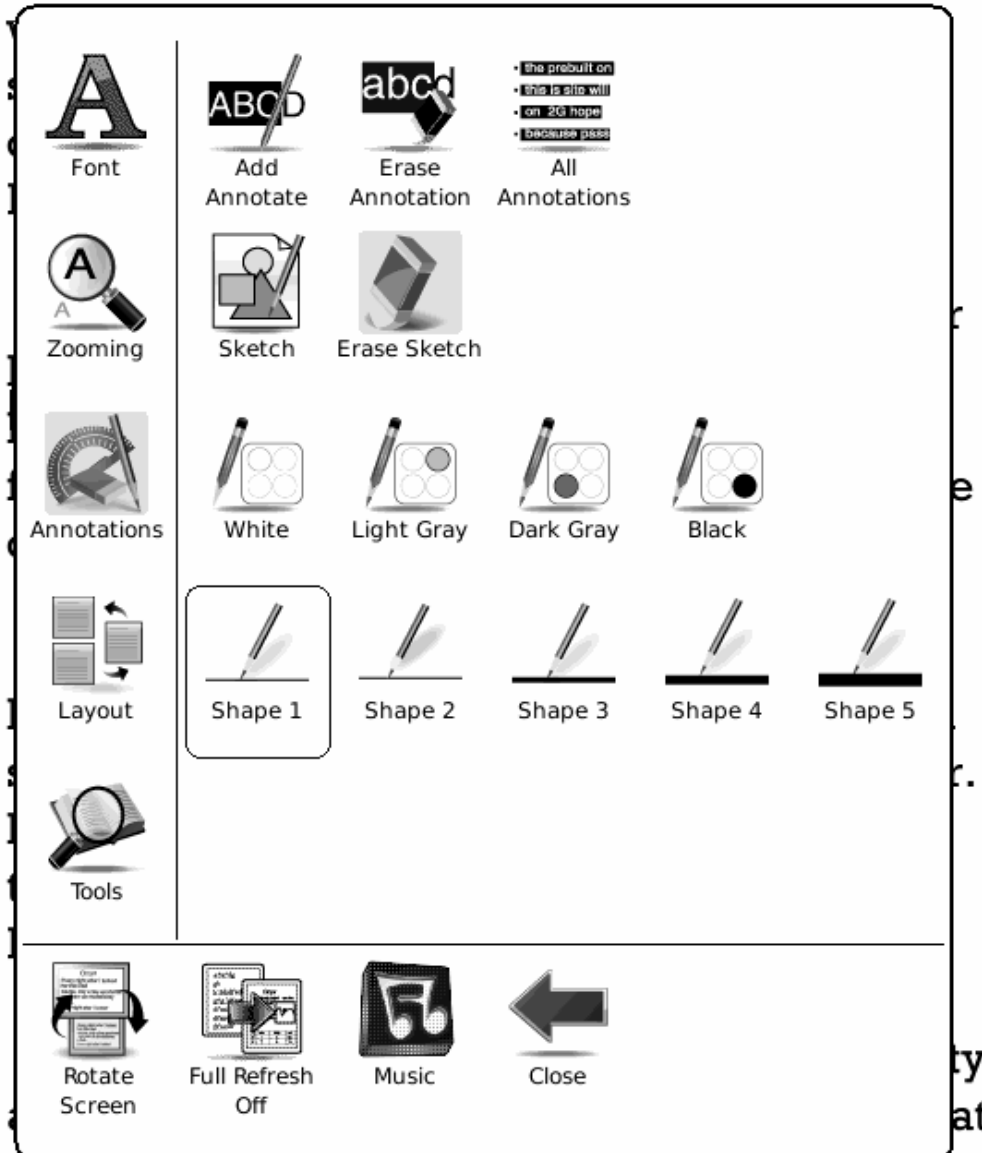 Font
ABCD
Add
Annotate
abcd
Erase
Annotation
• the prebuilt on
• this is site will
• on 2G hope
• because pass
All
Annotations
A
A
Zooming
Sketch
Erase Sketch
Annotations
White
Light Gray
Dark Gray
Black
Layout
Shape 1
Shape 2
Shape 3
Shape 4
Shape 5
Tools
Rotate
Screen
Full Refresh
Off
Music
Close